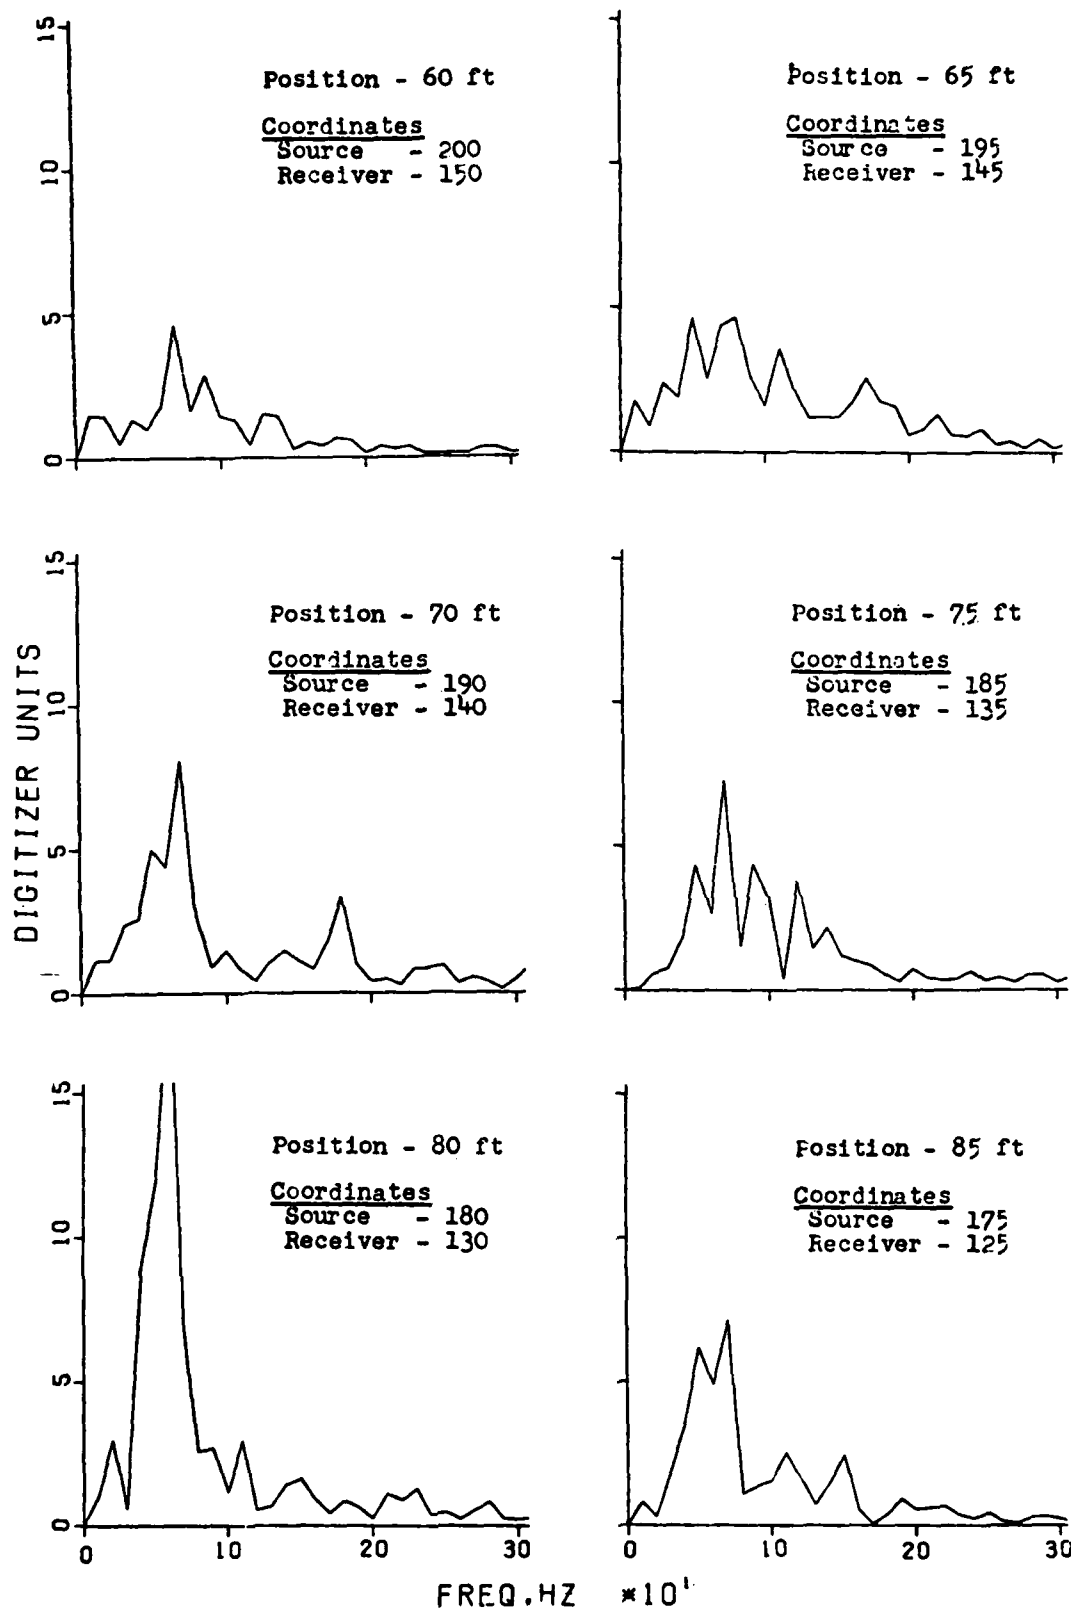 15
10
5
0
Position - 60 ft
Coordinates
Source - 200
Receiver - 150
Position - 65 ft
Coordinates
Source - 195
Receiver - 145
DIGITIZER UNITS
15
10
5
0
Position - 70 ft
Coordinates
Source - 190
Receiver - 140
Position - 75 ft
Coordinates
Source - 185
Receiver - 135
15
10
5
0
Position - 80 ft
Coordinates
Source - 180
Receiver - 130
Position - 85 ft
Coordinates
Source - 175
Receiver - 125
0 10 20 30
0 10 20 30
FREQ.HZ *10¹